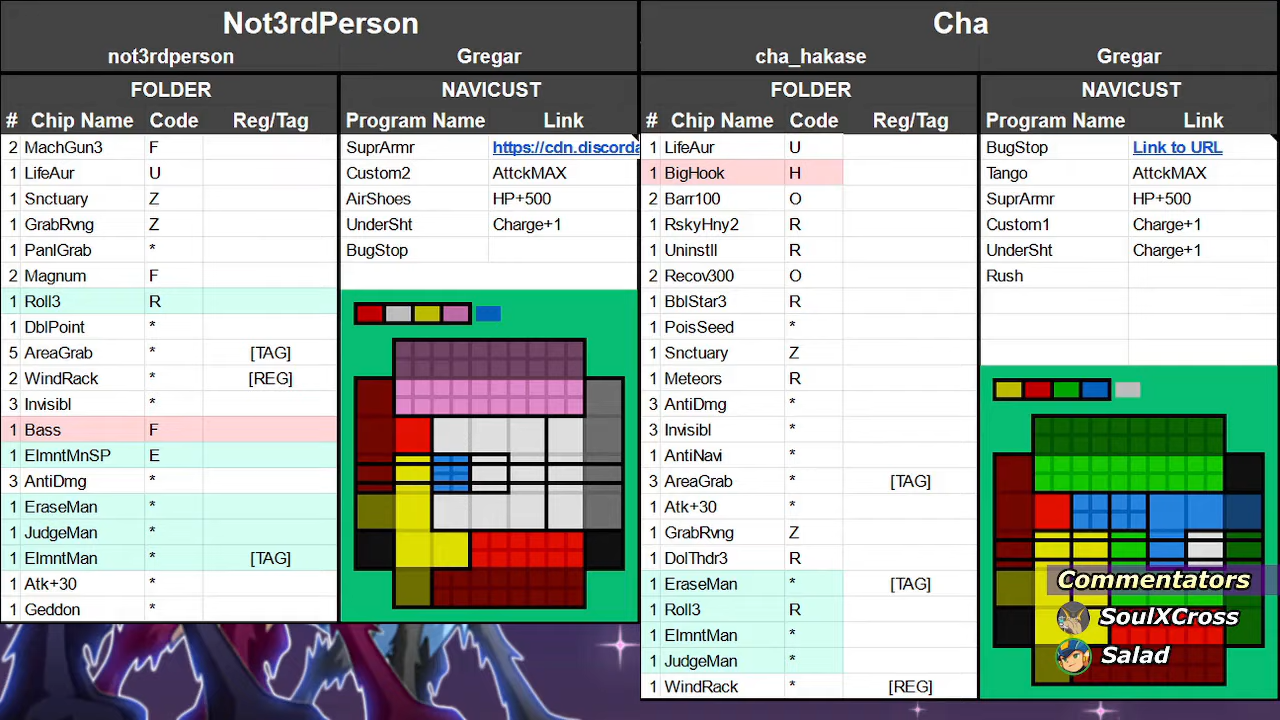 Not3rdPerson
not3rdperson Gregar
FOLDER NAVICUST
# Chip Name Code Reg/Tag Program Name Link
2 MachGun3 F SuprArmr https://cdn.discorda
1 LifeAur U Custom2 AttckMAX
1 Snctuary Z AirShoes HP+500
1 GrabRvng Z UnderSht Charge+1
1 PanlGrab * BugStop
2 Magnum F
1 Roll3 R
1 DblPoint *
5 AreaGrab * [TAG]
2 WindRack * [REG]
3 Invisibl *
1 Bass F
1 ElmntMnSP E
3 AntiDmg *
1 EraseMan *
1 JudgeMan *
1 ElmntMan * [TAG]
1 Atk+30 *
1 Geddon *
Cha
cha_hakase Gregar
FOLDER NAVICUST
# Chip Name Code Reg/Tag Program Name Link
1 LifeAur U BugStop Link to URL
1 BigHook H Tango AttckMAX
2 Barr100 O SuprArmr HP+500
1 RskyHny2 R Custom1 Charge+1
1 Uninstll R UnderSht Charge+1
2 Recov300 O Rush
1 BblStar3 R
1 PoisSeed *
1 Snctuary Z
1 Meteors R
3 AntiDmg *
3 Invisibl *
1 AntiNavi *
3 AreaGrab * [TAG]
1 Atk+30 *
1 GrabRvng Z
1 DolThdr3 R
1 EraseMan * [TAG]
1 Roll3 R
1 ElmntMan *
1 JudgeMan *
1 WindRack * [REG]
Commentators
SoulXCross
Salad